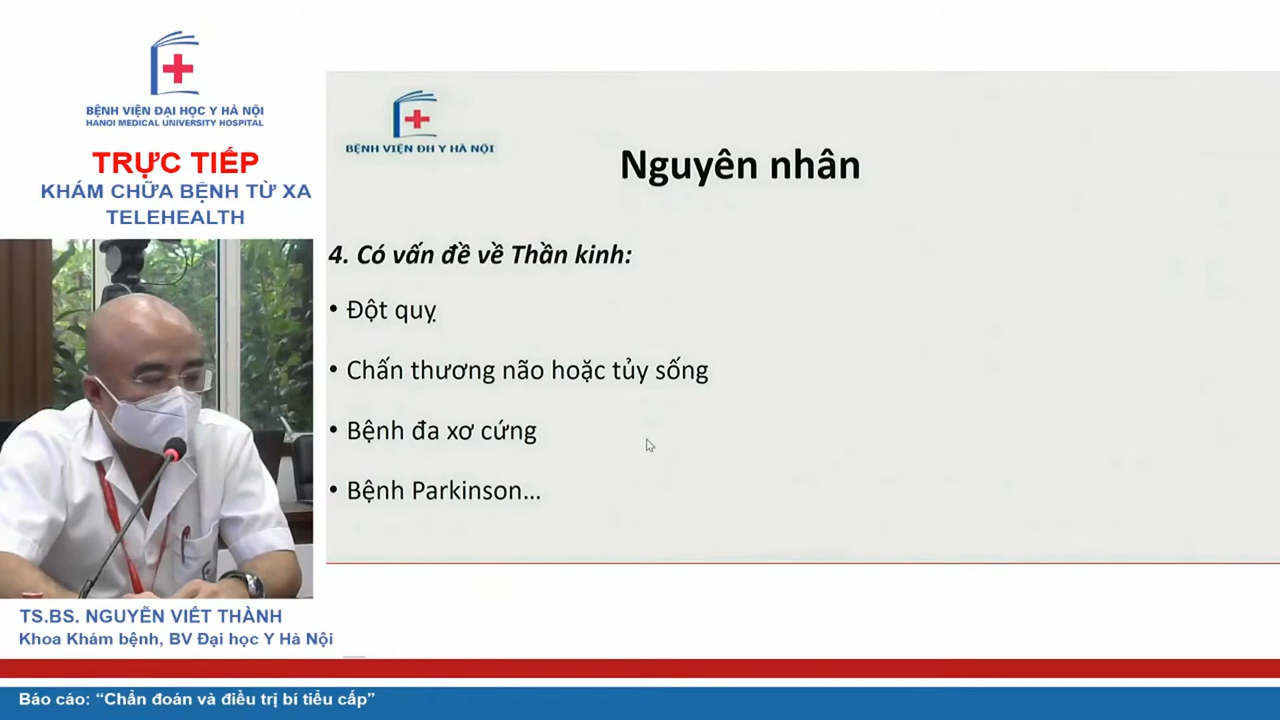 BỆNH VIỆN ĐẠI HỌC Y HÀ NỘI
HANOI MEDICAL UNIVERSITY HOSPITAL
TRỰC TIẾP
KHÁM CHỮA BỆNH TỪ XA
TELEHEALTH
BỆNH VIỆN ĐH Y HÀ NỘI
Nguyên nhân
4. Có vấn đề về Thần kinh:
• Đột quỵ
• Chấn thương não hoặc tủy sống
• Bệnh đa xơ cứng
• Bệnh Parkinson...
TS.BS. NGUYỄN VIẾT THÀNH
Khoa Khám bệnh, BV Đại học Y Hà Nội
Báo cáo: “Chẩn đoán và điều trị bí tiểu cấp”